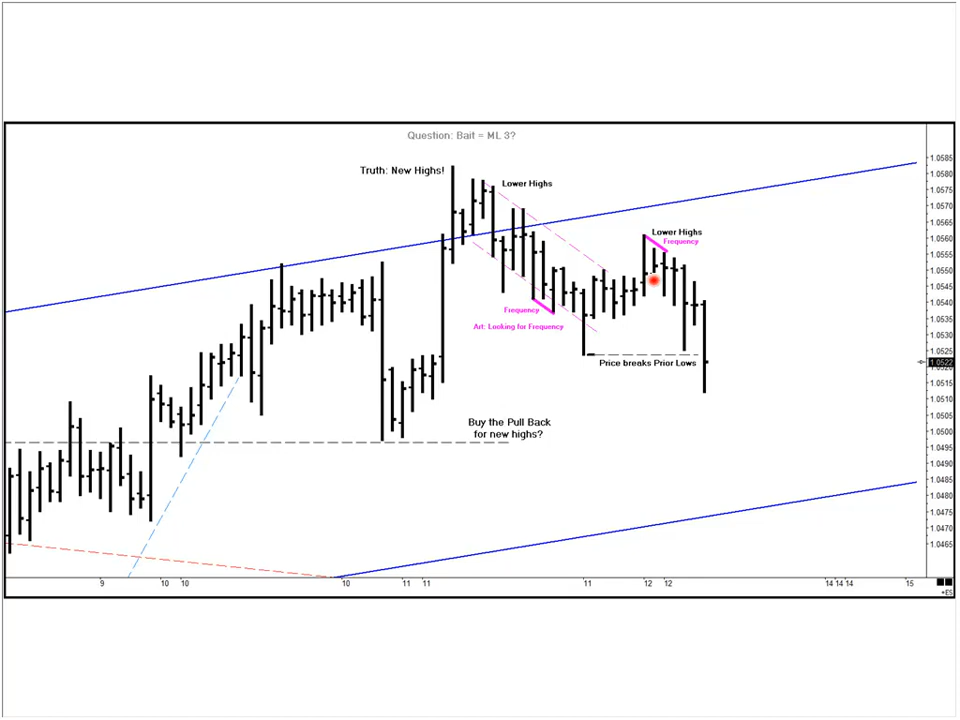 Question: Bait = ML 3?
Truth: New Highs!
Lower Highs
Lower Highs
Frequency
Frequency
Art: Looking for Frequency
Price breaks Prior Lows
Buy the Pull Back
for new highs?
1.0585
1.0580
1.0575
1.0570
1.0565
1.0560
1.0555
1.0550
1.0545
1.0540
1.0535
1.0530
1.0525
1.0522
1.0520
1.0515
1.0510
1.0505
1.0500
1.0495
1.0490
1.0485
1.0480
1.0475
1.0470
1.0465
9 10 10 10 11 11 11 12 12 14 14 14 15